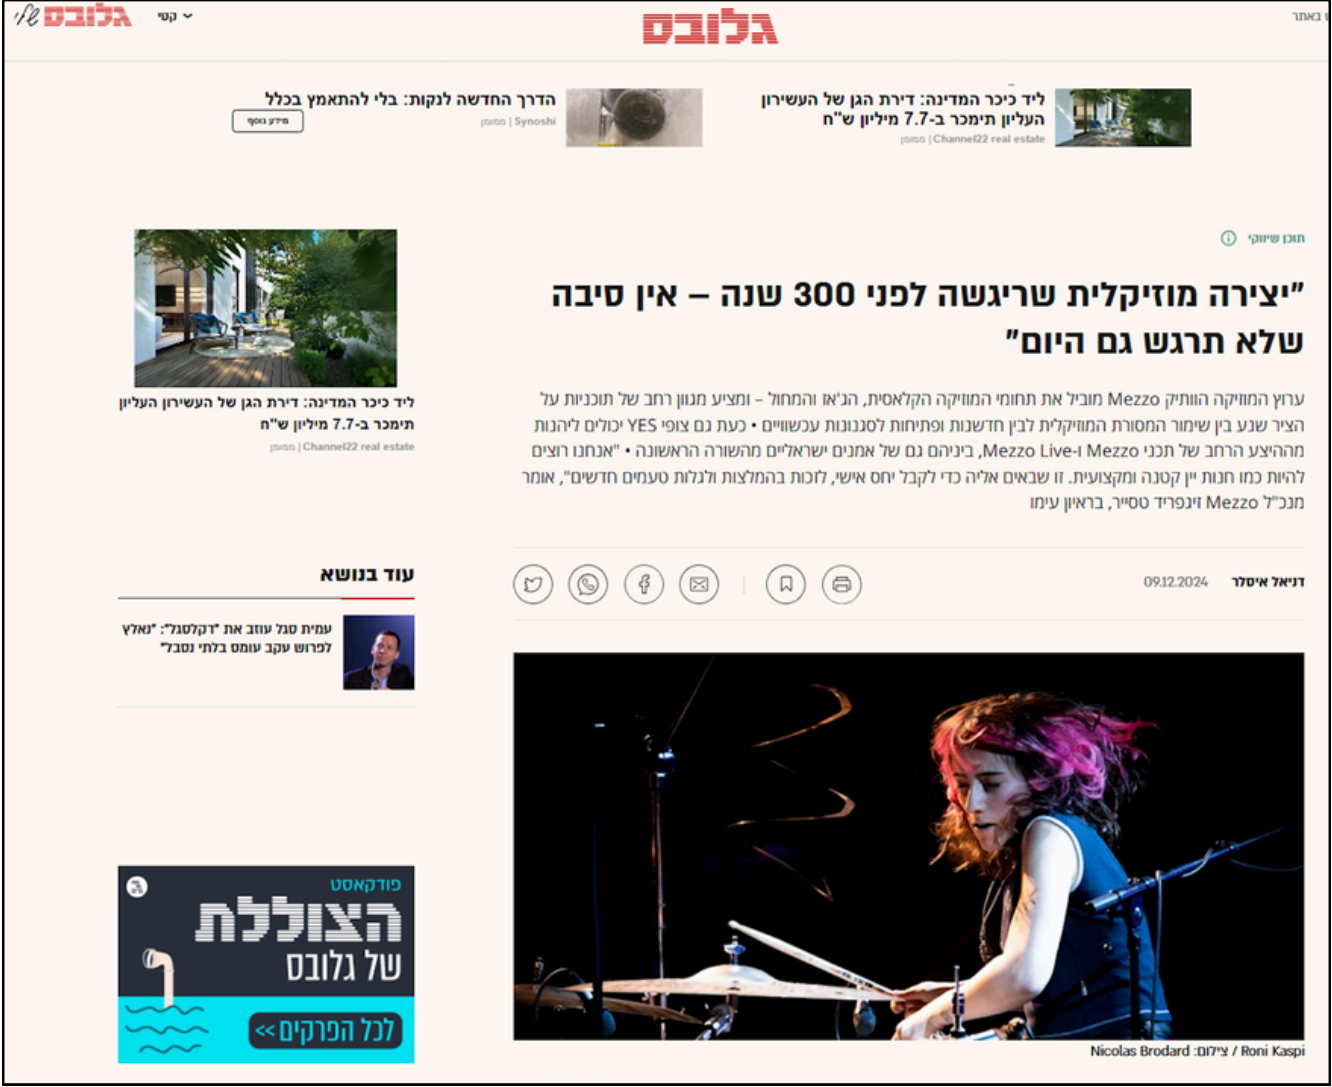 גלובס
באתר
קטי
גלובס שלי
ליד כיכר המדינה: דירת הגן של העשירון
העליון תימכר ב-7.7 מיליון ש"ח
Channel22 real estate | ממומן
הדרך החדשה לנקות: בלי להתאמץ בכלל
Synoshi | ממומן
מידע נוסף
תוכן שיווקי
"יצירה מוזיקלית שריגשה לפני 300 שנה – אין סיבה
שלא תרגש גם היום"
ערוץ המוזיקה הוותיק Mezzo מוביל את תחומי המוזיקה הקלאסית, הג'אז והמחול – ומציע מגוון רחב של תוכניות על
הציר שנע בין שימור המסורת המוזיקלית לבין חדשנות ופתיחות לסגנונות עכשוויים • כעת גם צופי YES יכולים ליהנות
מההיצע הרחב של תכני Mezzo ו-Mezzo Live, ביניהם גם של אמנים ישראליים מהשורה הראשונה • "אנחנו רוצים
להיות כמו חנות יין קטנה ומקצועית. זו שבאים אליה כדי לקבל יחס אישי, לזכות בהמלצות ולגלות טעמים חדשים", אומר
מנכ"ל Mezzo זיגפריד טסייר, בראיון עימו
דניאל איסלר 09.12.2024
Roni Kaspi / צילום: Nicolas Brodard
ליד כיכר המדינה: דירת הגן של העשירון העליון
תימכר ב-7.7 מיליון ש"ח
Channel22 real estate | ממומן
עוד בנושא
עמית סגל עוזב את "דקלסגל": "נאלץ
לפרוש עקב עומס בלתי נסבל"
פודקאסט
הצוללת
של גלובס
לכל הפרקים >>